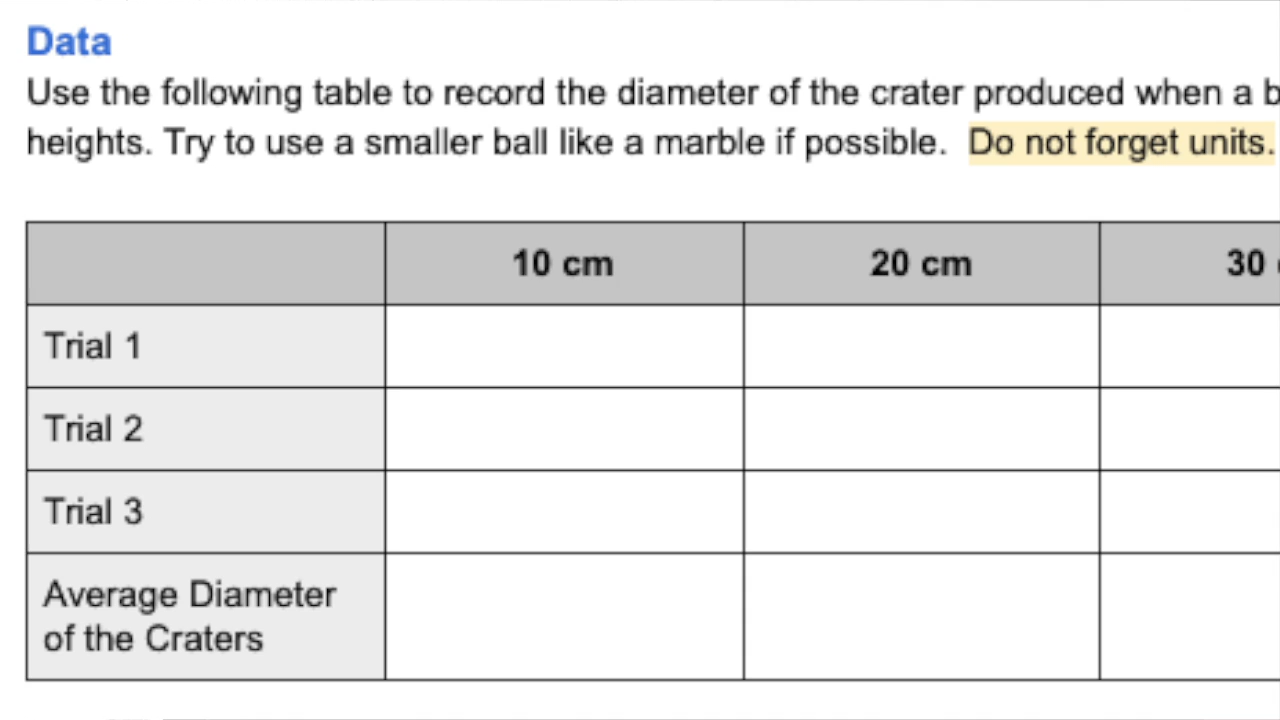 Data
Use the following table to record the diameter of the crater produced when a
heights. Try to use a smaller ball like a marble if possible. Do not forget units.
10 cm 20 cm 30
Trial 1
Trial 2
Trial 3
Average Diameter
of the Craters